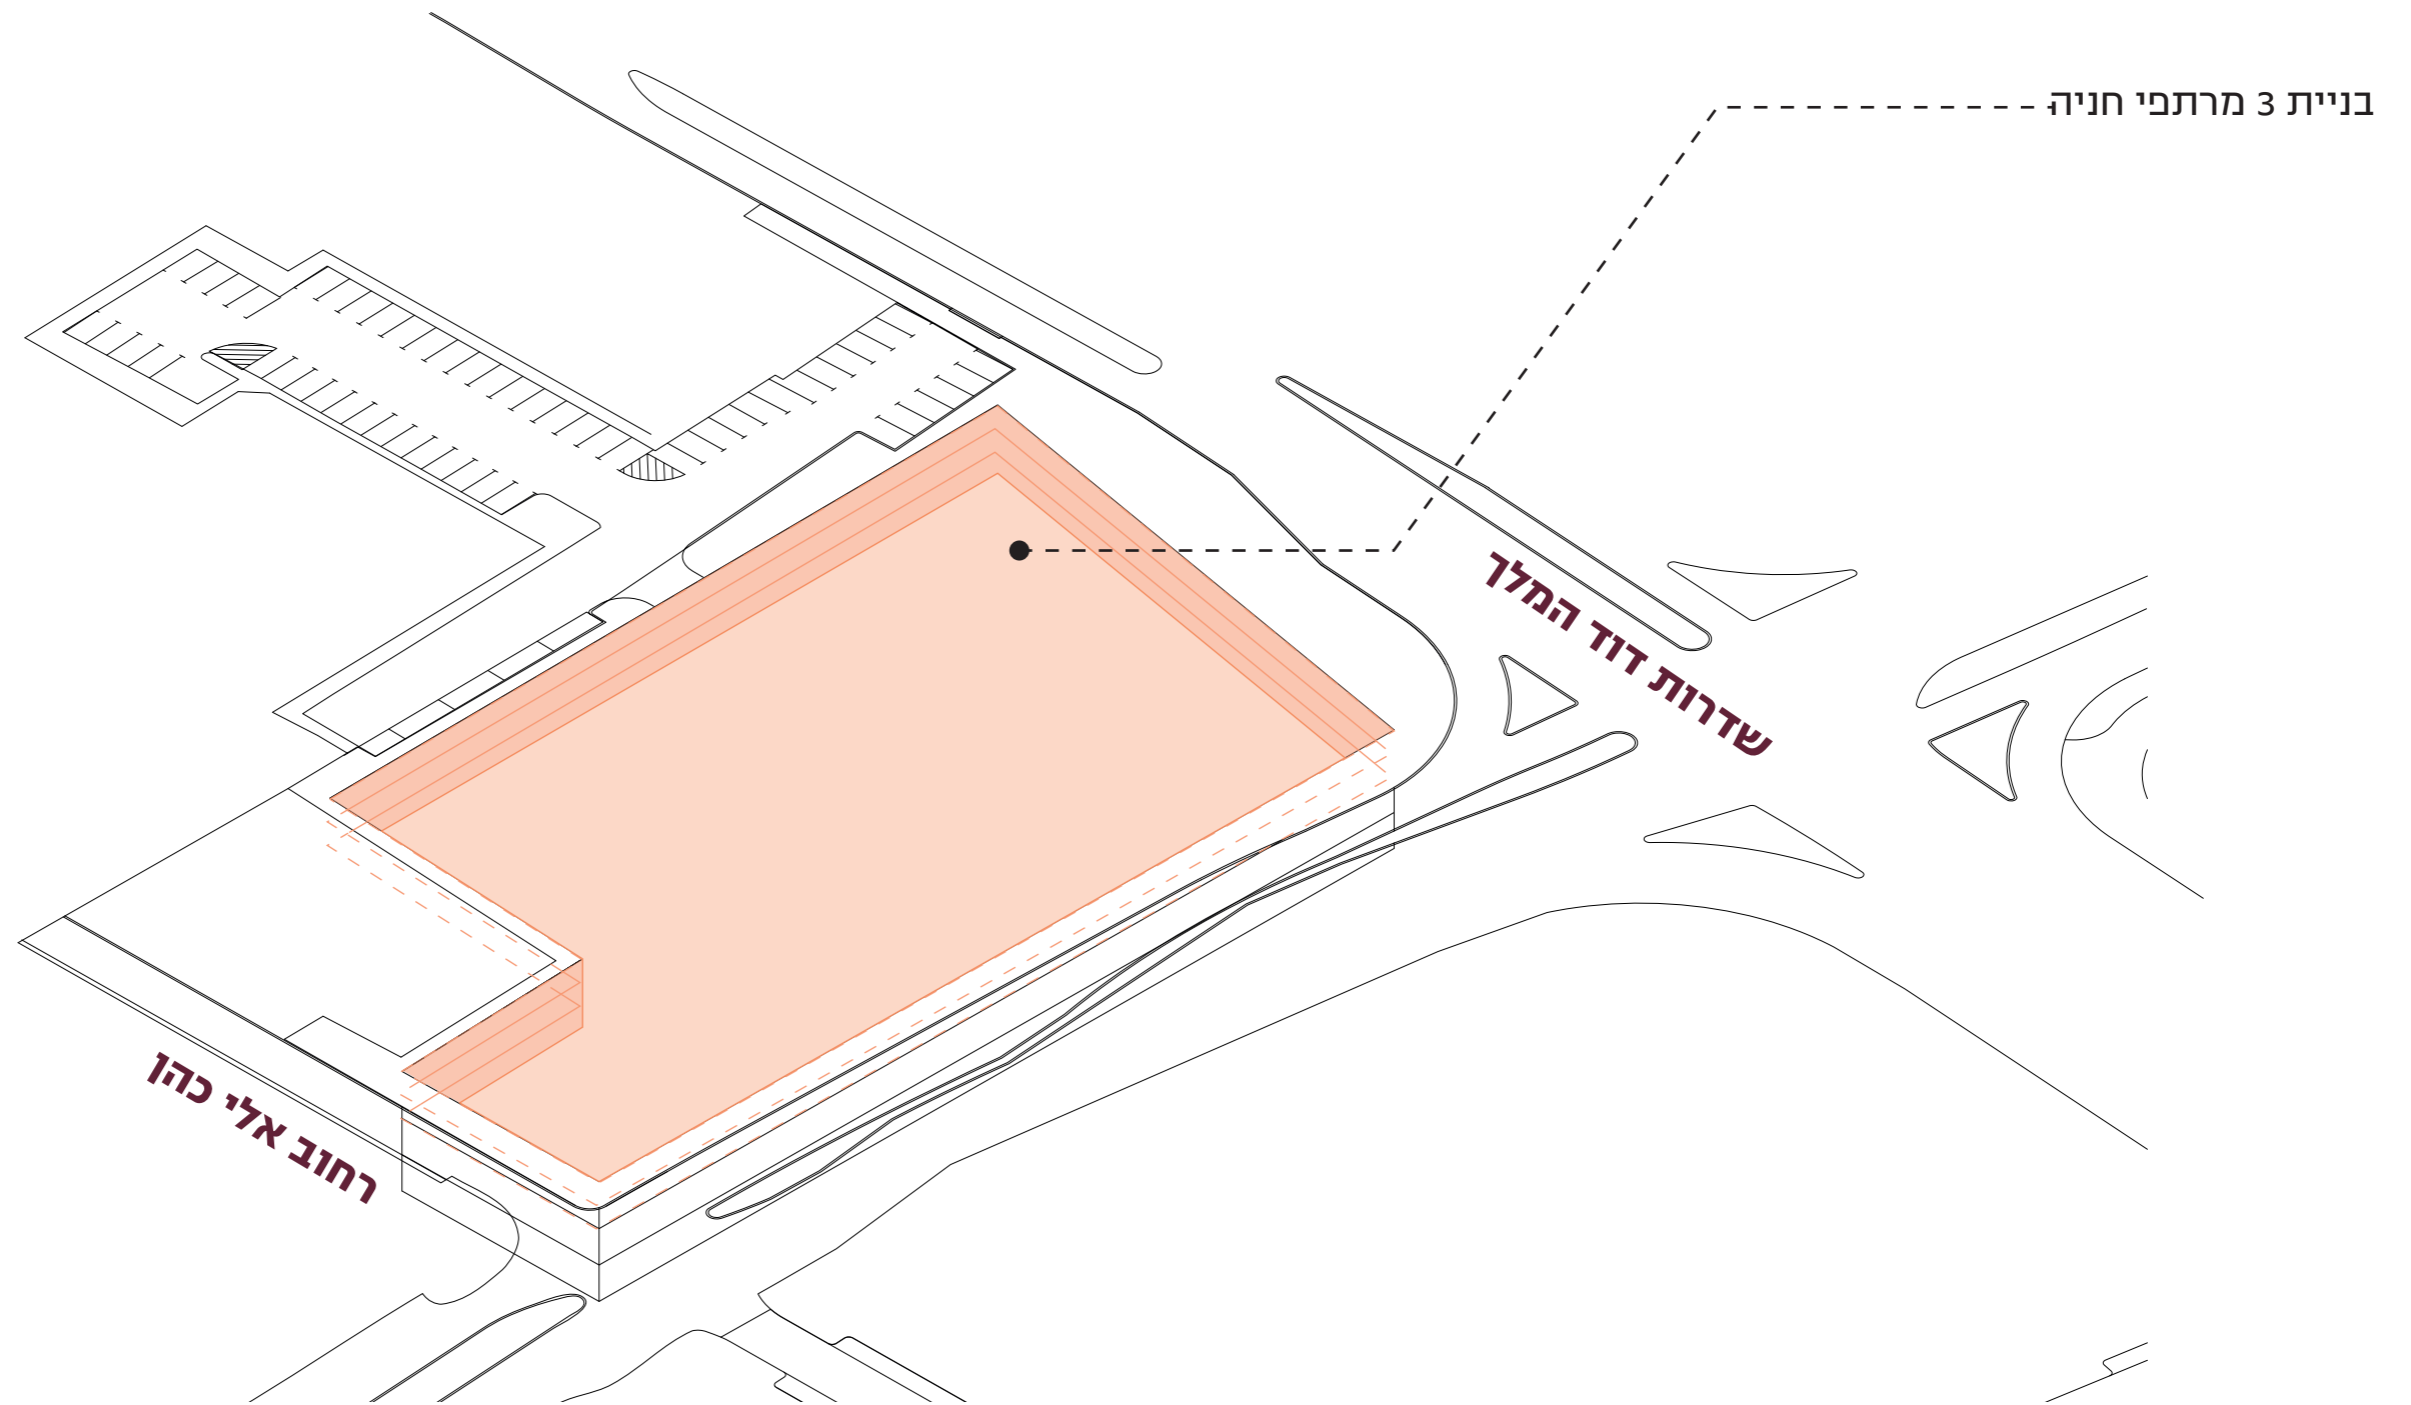 בניית 3 מרתפי חניה
שדרות דוד המלך
רחוב אלי כהן